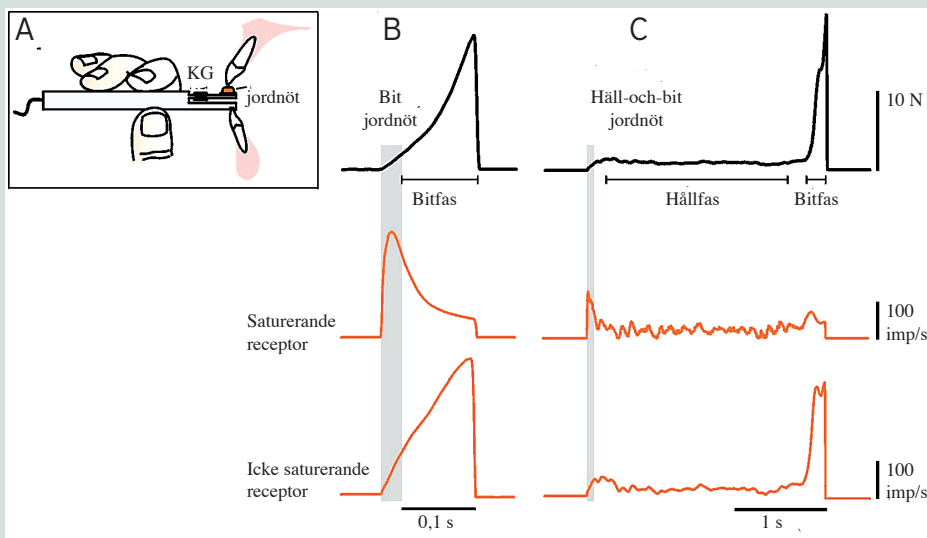 A
KG
jordnöt
B
Bit
jordnöt
Bitfas
C
Häll-och-bit
jordnöt
10 N
Hållfas
Bitfas
Saturerande
receptor
100
imp/s
Icke saturerande
receptor
100
imp/s
0,1 s
1 s